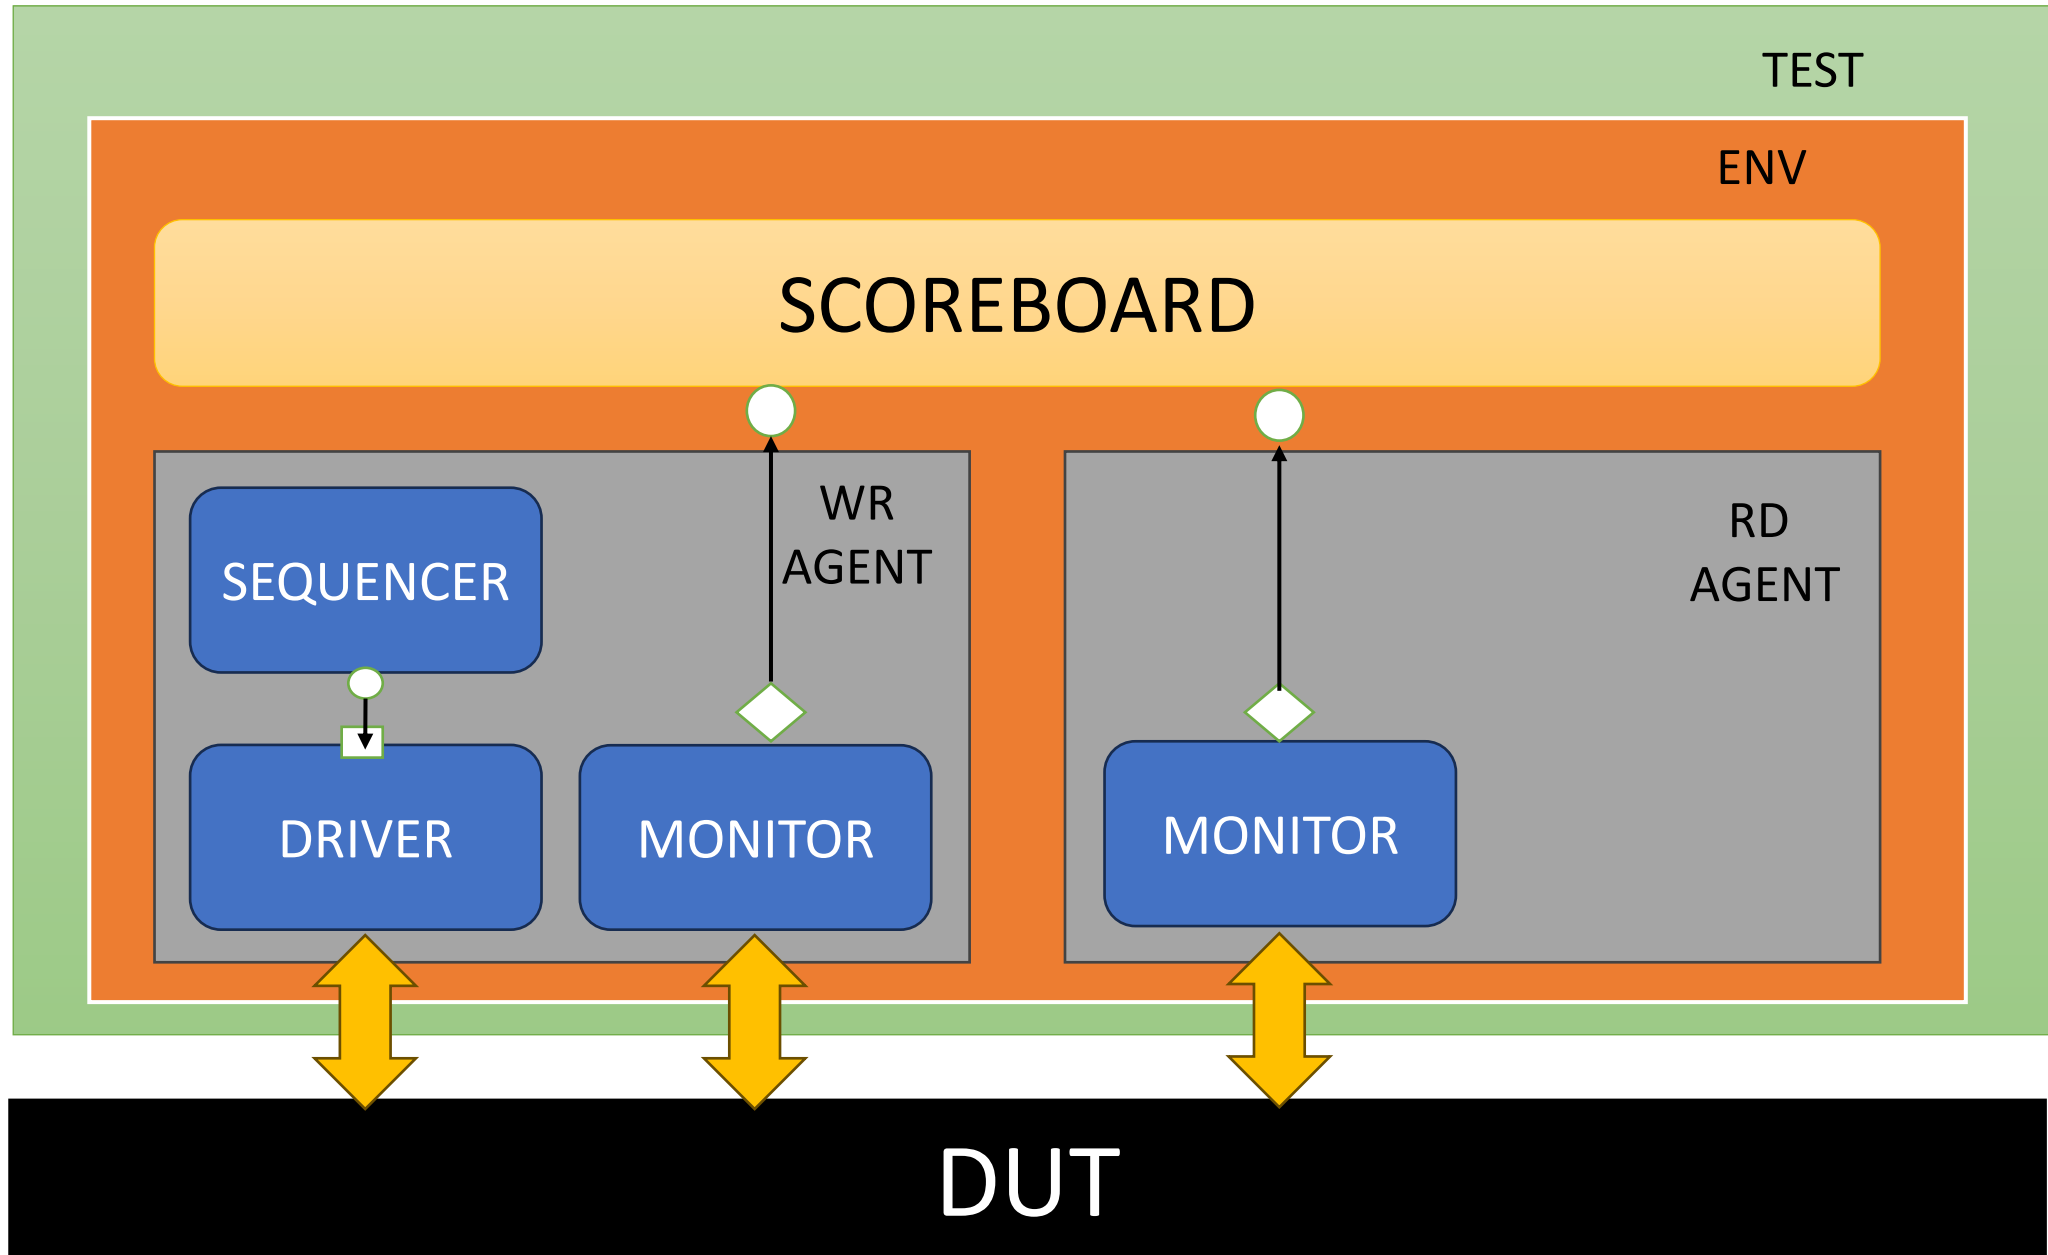 TEST
ENV
SCOREBOARD
WR
AGENT
RD
AGENT
SEQUENCER
DRIVER
MONITOR
MONITOR
DUT